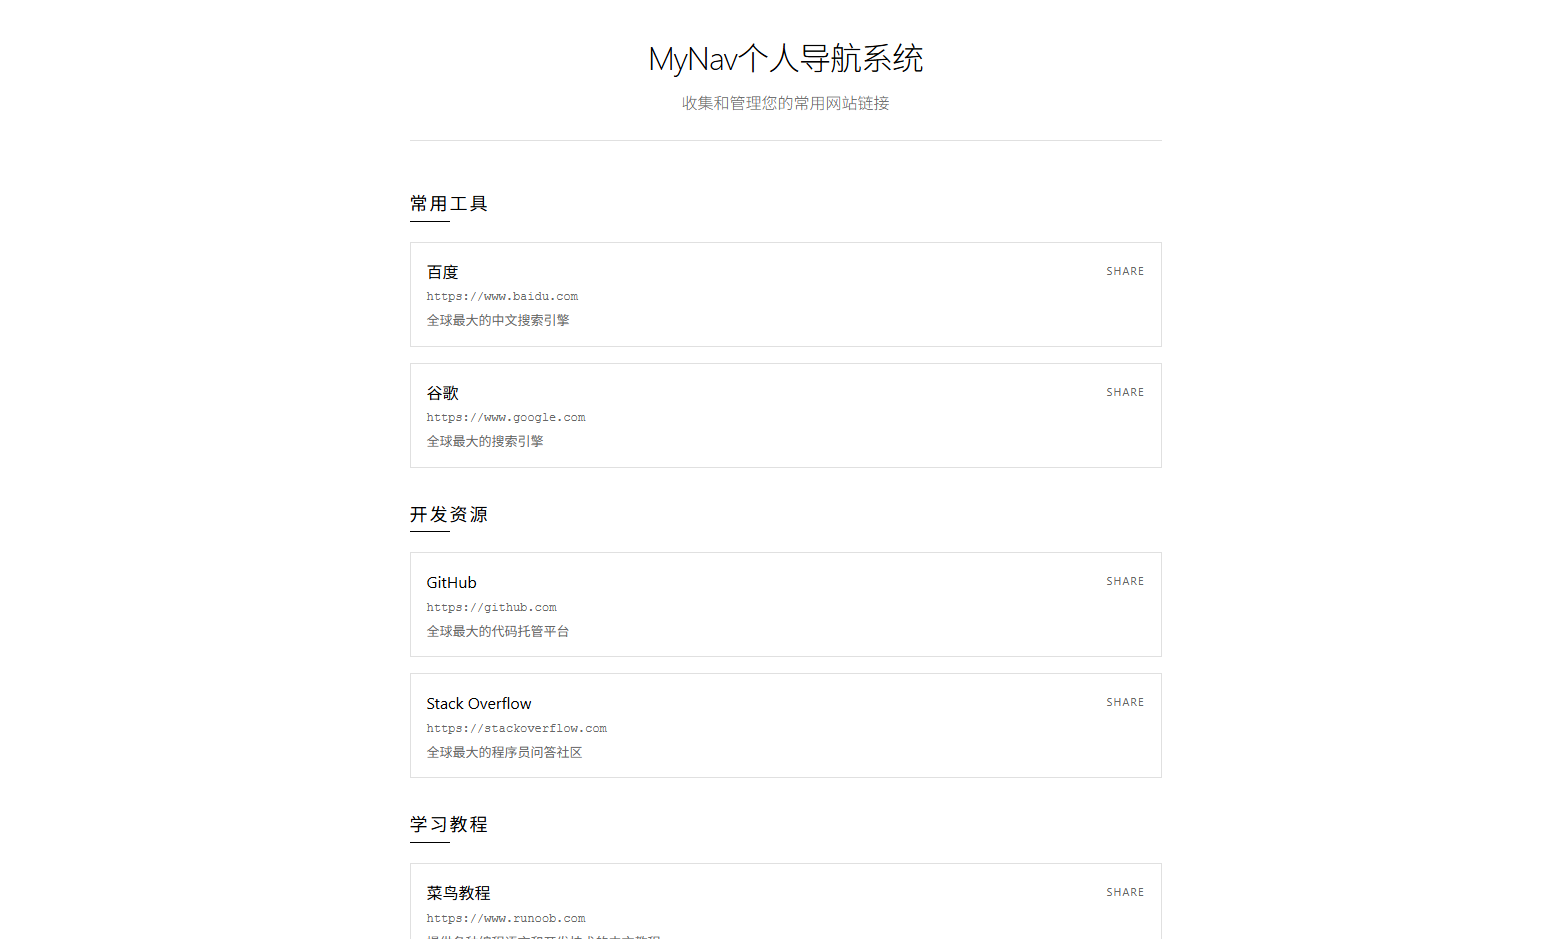 MyNav个人导航系统
收集和管理您的常用网站链接
常用工具
百度
SHARE
https://www.baidu.com
全球最大的中文搜索引擎
谷歌
SHARE
https://www.google.com
全球最大的搜索引擎
开发资源
GitHub
SHARE
https://github.com
全球最大的代码托管平台
Stack Overflow
SHARE
https://stackoverflow.com
全球最大的程序员问答社区
学习教程
菜鸟教程
SHARE
https://www.runoob.com